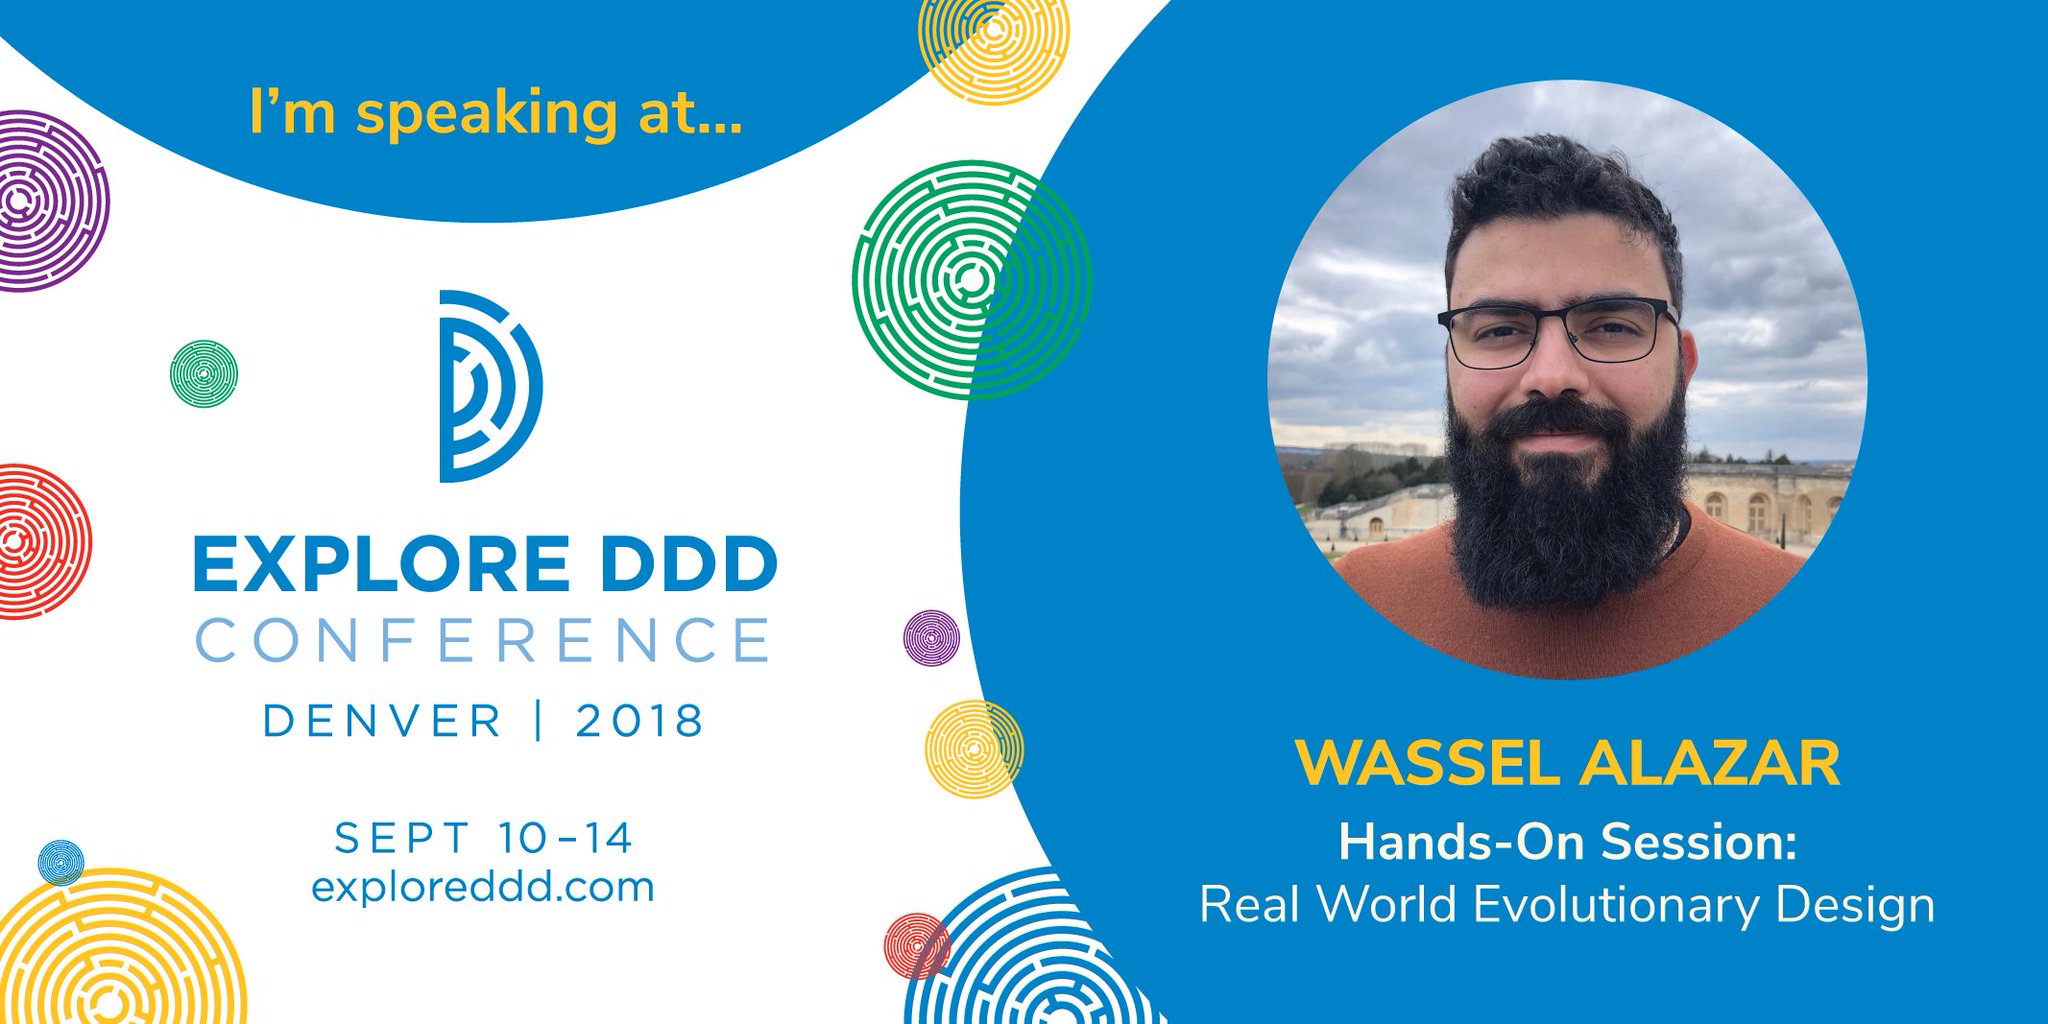 I'm speaking at...
EXPLORE DDD
CONFERENCE
DENVER | 2018
SEPT 10-14
exploreddd.com
WASSEL ALAZAR
Hands-On Session:
Real World Evolutionary Design